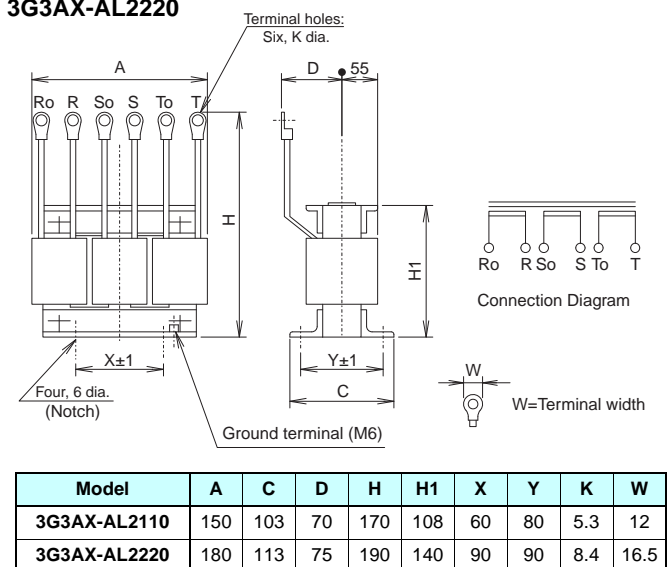 3G3AX-AL2220
Terminal holes:
Six, K dia.
A
D
55
Ro R So S To T
H
H1
Ro R So S To T
Connection Diagram
X±1
Y±1
C
W
W=Terminal width
Four, 6 dia.
(Notch)
Ground terminal (M6)
Model A C D H H1 X Y K W
3G3AX-AL2110 150 103 70 170 108 60 80 5.3 12
3G3AX-AL2220 180 113 75 190 140 90 90 8.4 16.5